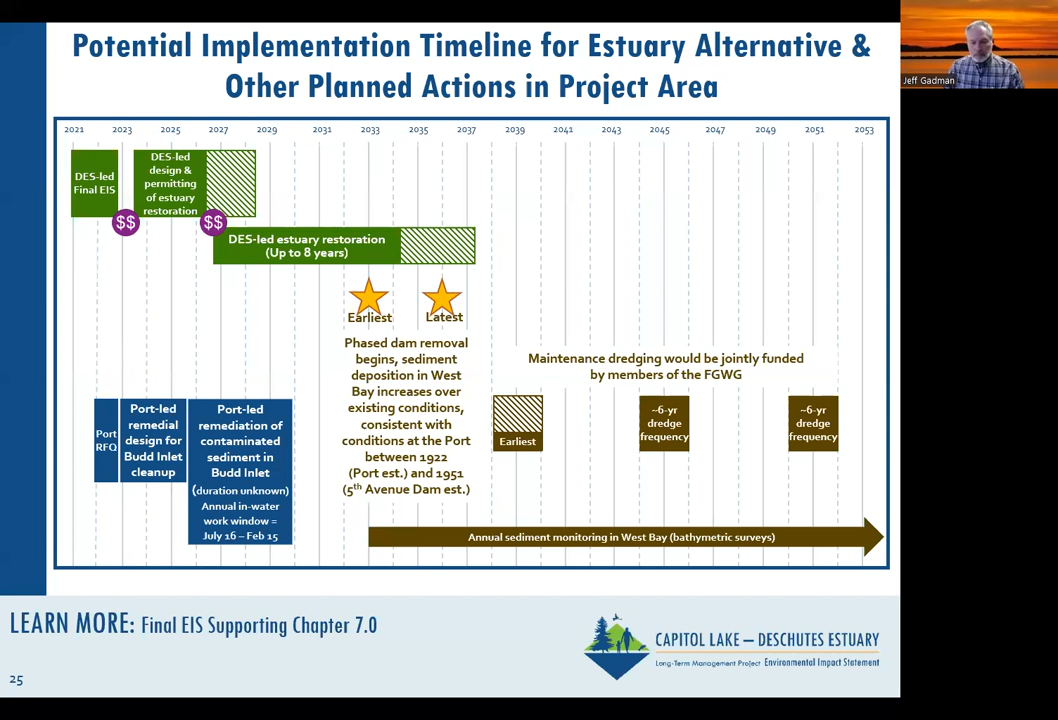 Potential Implementation Timeline for Estuary Alternative &
Other Planned Actions in Project Area
Jeff Gadman
2021 2023 2025 2027 2029 2031 2033 2035 2037 2039 2041 2043 2045 2047 2049 2051 2053
DES-led
Final EIS
DES-led
design &
permitting
of estuary
restoration
$$
$$
DES-led estuary restoration
(Up to 8 years)
Earliest
Latest
Phased dam removal
begins, sediment
deposition in West
Bay increases over
existing conditions,
consistent with
conditions at the Port
between 1922
(Port est.) and 1951
(5th Avenue Dam est.)
Maintenance dredging would be jointly funded
by members of the FGWG
Port
RFQ
Port-led
remedial
design for
Budd Inlet
cleanup
Port-led
remediation of
contaminated
sediment in
Budd Inlet
(duration unknown)
Annual in-water
work window =
July 16 – Feb 15
Earliest
~6-yr
dredge
frequency
~6-yr
dredge
frequency
Annual sediment monitoring in West Bay (bathymetric surveys)
LEARN MORE: Final EIS Supporting Chapter 7.0
CAPITOL LAKE — DESCHUTES ESTUARY
Long-Term Management Project Environmental Impact Statement
25